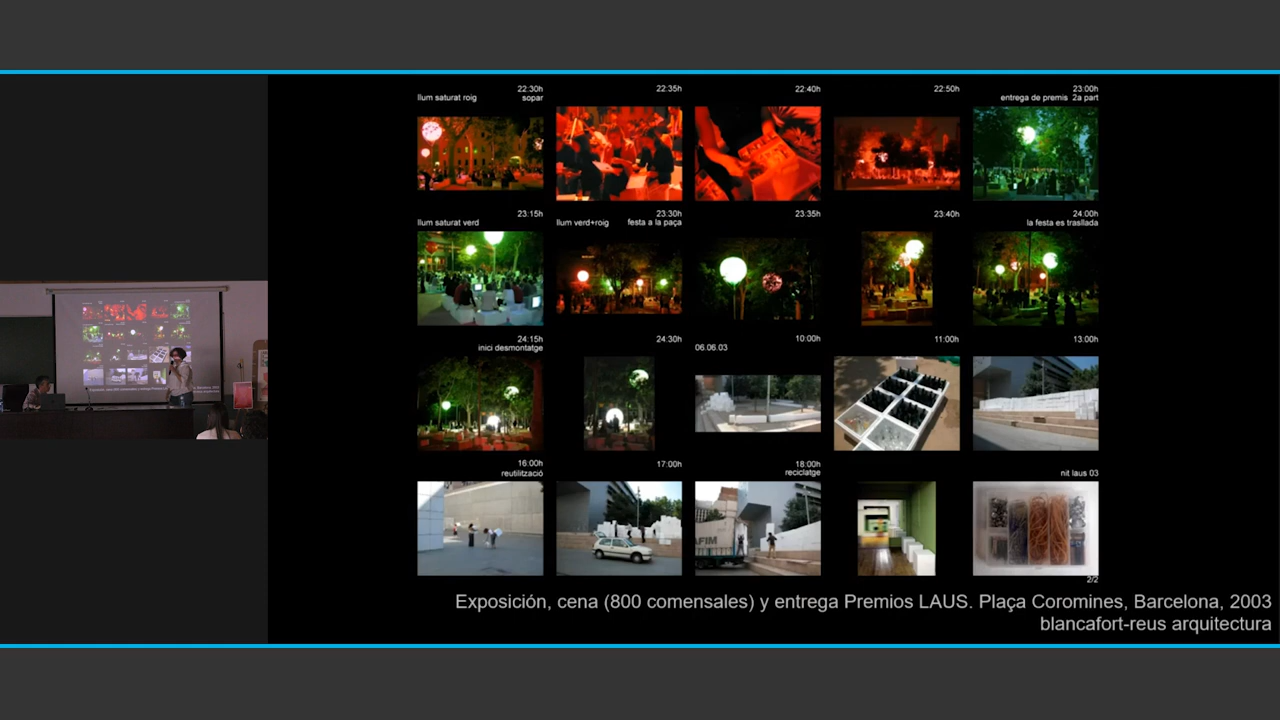 22:30h
llum saturat roig
sopar
22:35h
22:40h
22:50h
23:00h
entrega de premis 2a part
23:15h
llum saturat verd
23:30h
llum verd+roig
festa a la paça
23:35h
23:40h
24.00h
la festa es trasllada
24:15h
inici desmontatge
24:30h
10:00h
06.06.03
11:00h
13.00h
16:00h
reutilització
17:00h
18:00h
reciclatge
AFIM
nit laus 03
2/2
Exposición, cena (800 comensales) y entrega Premios LAUS. Plaça Coromines, Barcelona, 2003
blancafort-reus arquitectura